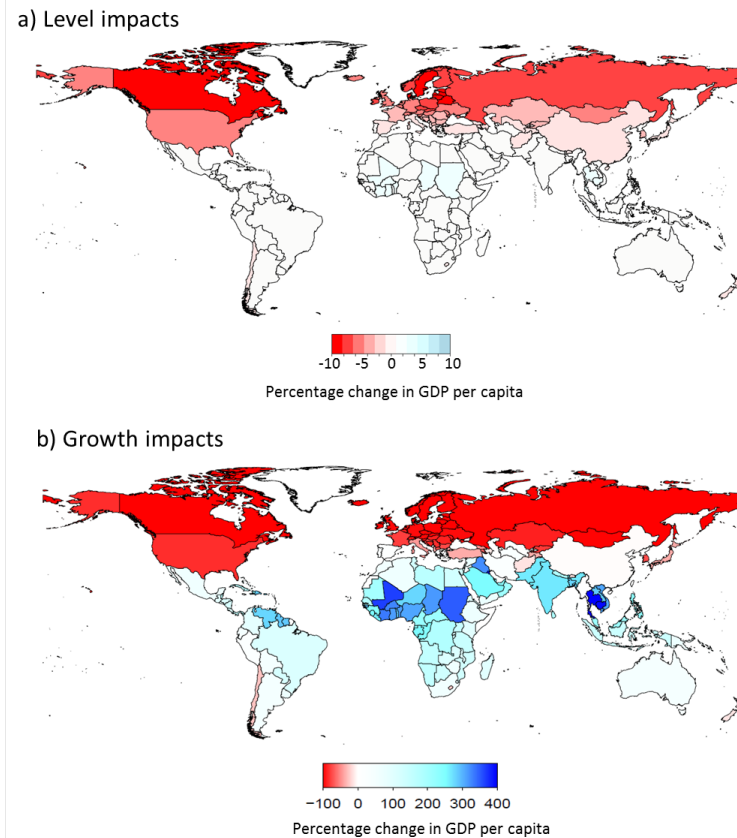 a) Level impacts
-10 -5 0 5 10
Percentage change in GDP per capita
b) Growth impacts
−100 0 100 200 300 400
Percentage change in GDP per capita